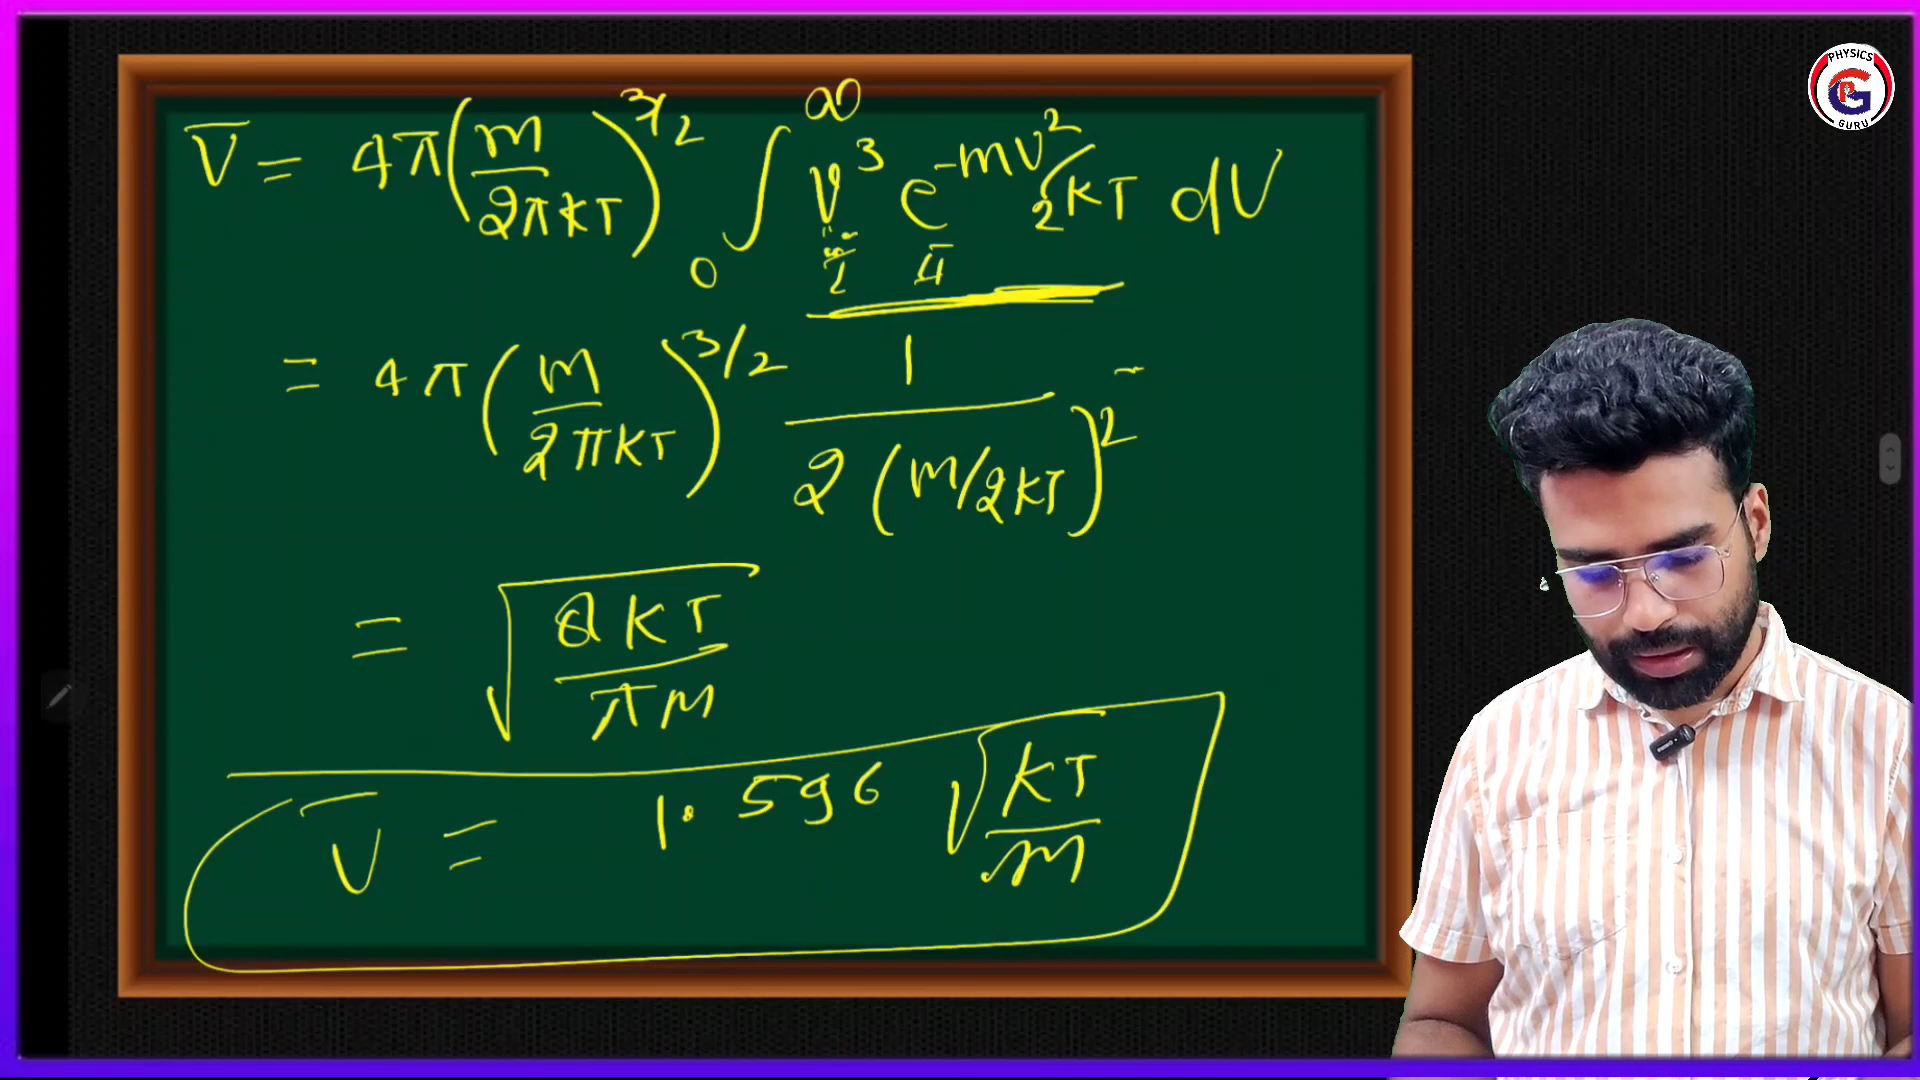 PHYSICS
GURU
V̅ = 4π(m/2πKT)^3/2 ∫₀^∞ v³ e^-mv²/2KT dV
= 4π(m/2πKT)^3/2 1/2(m/2KT)²
= √(8KT/πm)
V̅ = 1.596 √(KT/m)